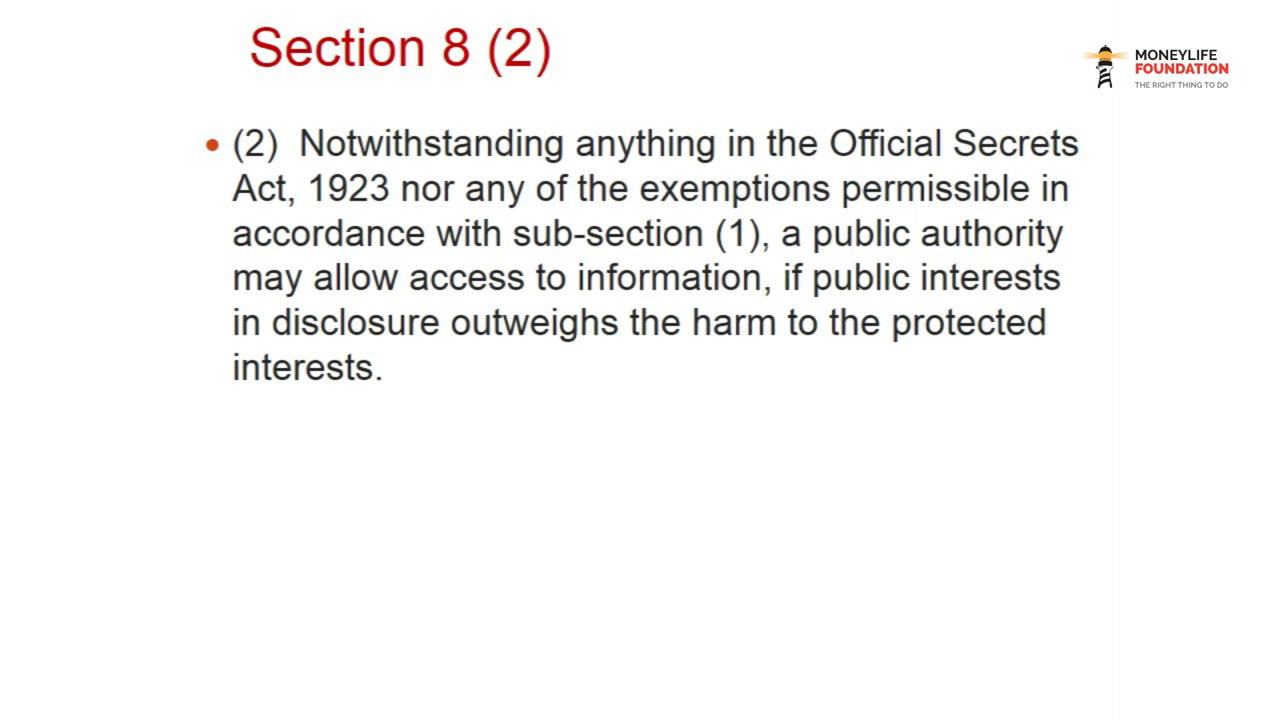 Section 8 (2)
MONEYLIFE
FOUNDATION
THE RIGHT THING TO DO
• (2) Notwithstanding anything in the Official Secrets
Act, 1923 nor any of the exemptions permissible in
accordance with sub-section (1), a public authority
may allow access to information, if public interests
in disclosure outweighs the harm to the protected
interests.